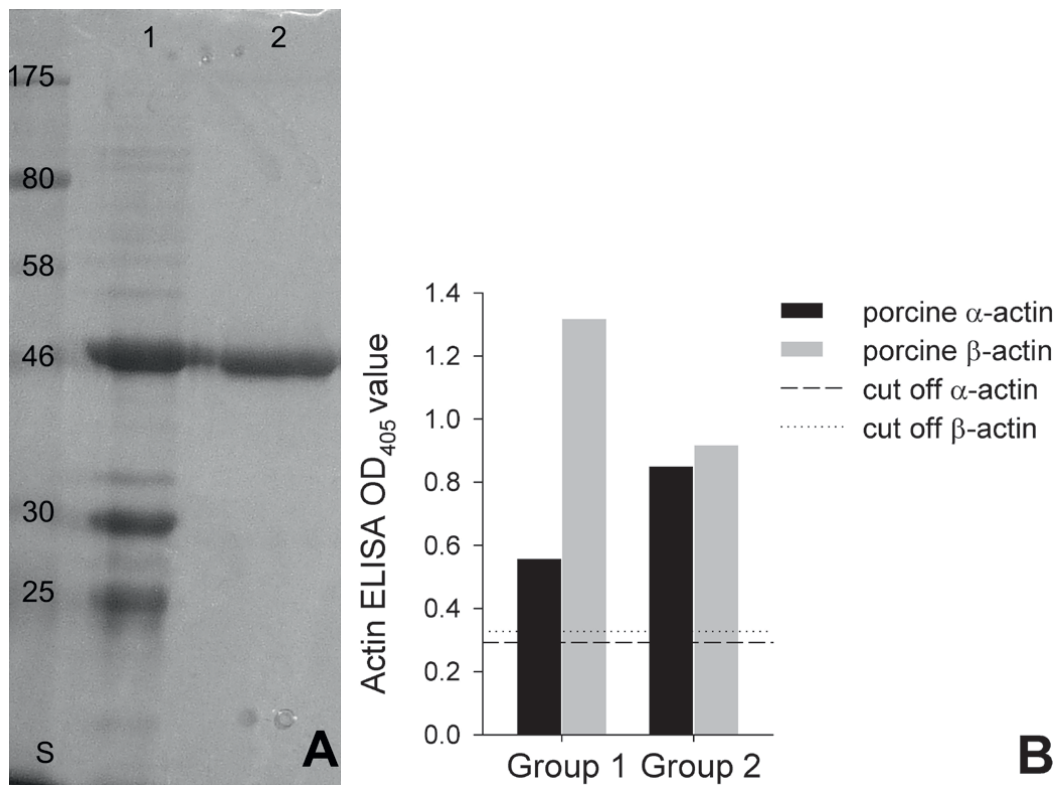 1 2
175
80
58
46
30
25
S
A
Actin ELISA OD405 value
1.4
1.2
1.0
0.8
0.6
0.4
0.2
0.0
Group 1 Group 2
porcine α-actin
porcine β-actin
cut off α-actin
cut off β-actin
B